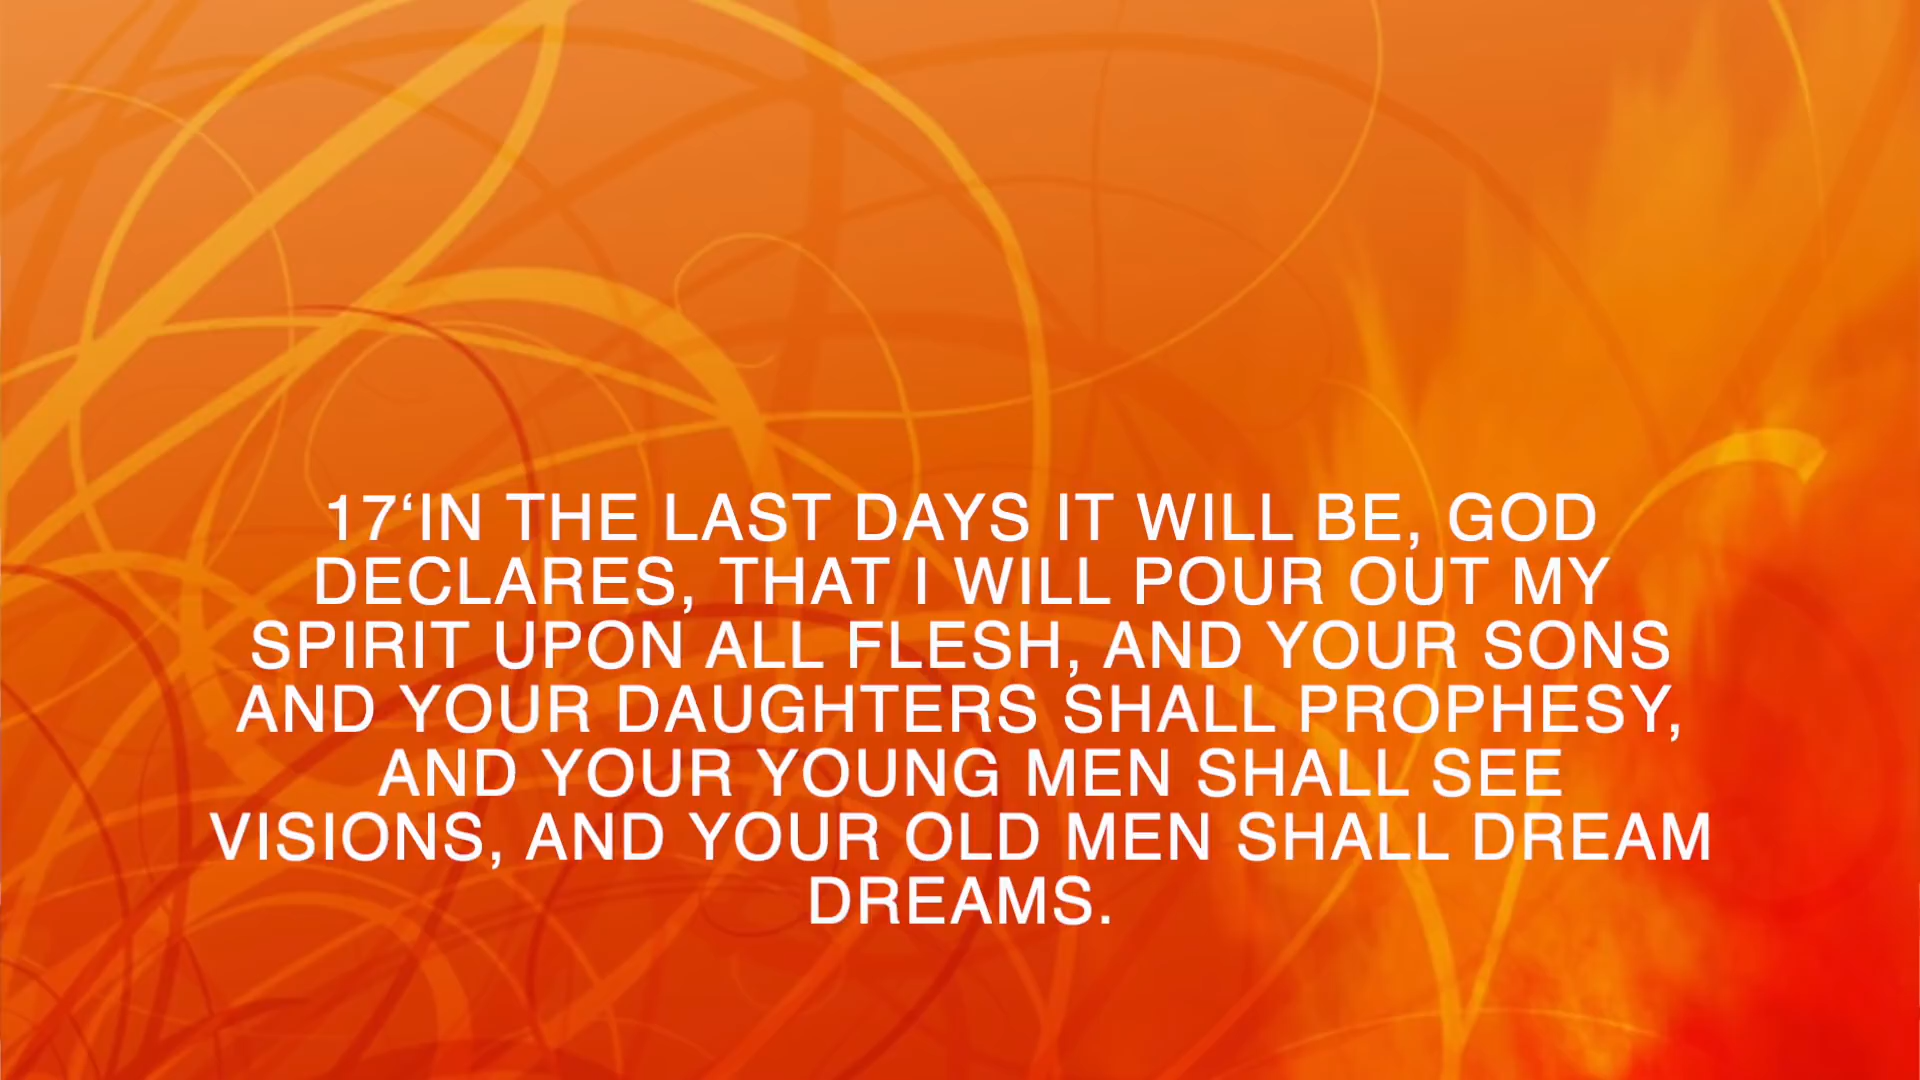 17‘IN THE LAST DAYS IT WILL BE, GOD
DECLARES, THAT I WILL POUR OUT MY
SPIRIT UPON ALL FLESH, AND YOUR SONS
AND YOUR DAUGHTERS SHALL PROPHESY,
AND YOUR YOUNG MEN SHALL SEE
VISIONS, AND YOUR OLD MEN SHALL DREAM
DREAMS.